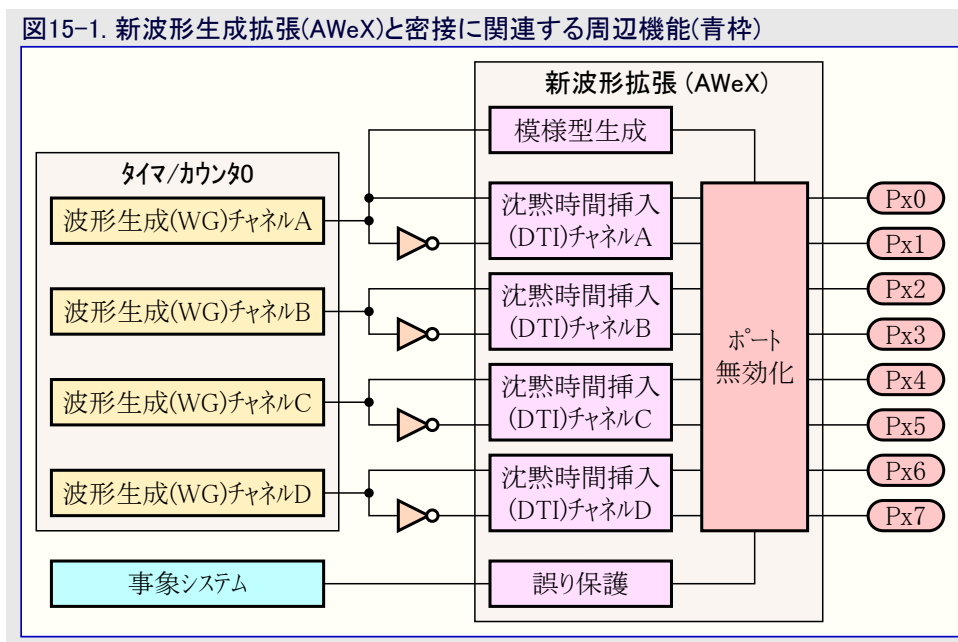 図15-1. 新波形生成拡張(AWeX)と密接に関連する周辺機能(青枠)
新波形拡張 (AWeX)
模様型生成
タイマ/カウンタ0
波形生成(WG)チャネルA
沈黙時間挿入
(DTI)チャネルA
Px0
Px1
波形生成(WG)チャネルB
沈黙時間挿入
(DTI)チャネルB
Px2
Px3
ポート
無効化
波形生成(WG)チャネルC
沈黙時間挿入
(DTI)チャネルC
Px4
Px5
波形生成(WG)チャネルD
沈黙時間挿入
(DTI)チャネルD
Px6
Px7
事象システム
誤り保護